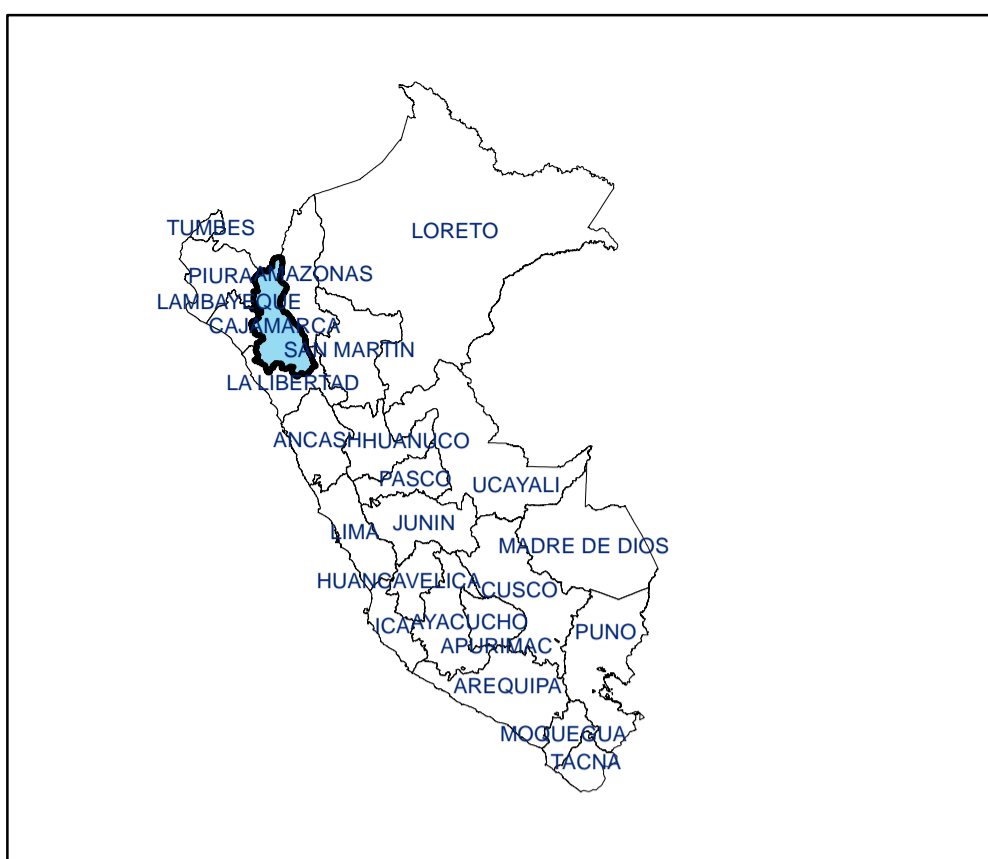 TUMBES
LORETO
PIURA
AMAZONAS
LAMBAYEQUE
CAJAMARCA
SAN MARTIN
LA LIBERTAD
ANCASH
HUANUCO
PASCO
UCAYALI
JUNIN
LIMA
MADRE DE DIOS
HUANCAVELICA
CUSCO
ICA
AYACUCHO
PUNO
APURIMAC
AREQUIPA
MOQUEGUA
TACNA